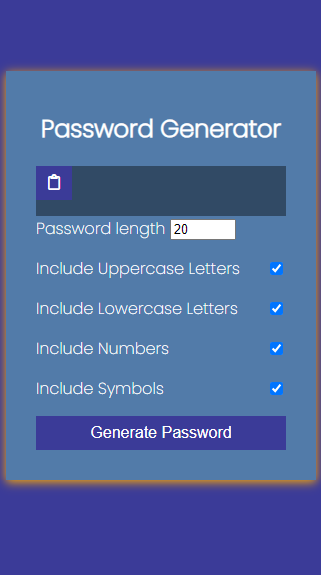 Password Generator
Password length 20
Include Uppercase Letters
Include Lowercase Letters
Include Numbers
Include Symbols
Generate Password